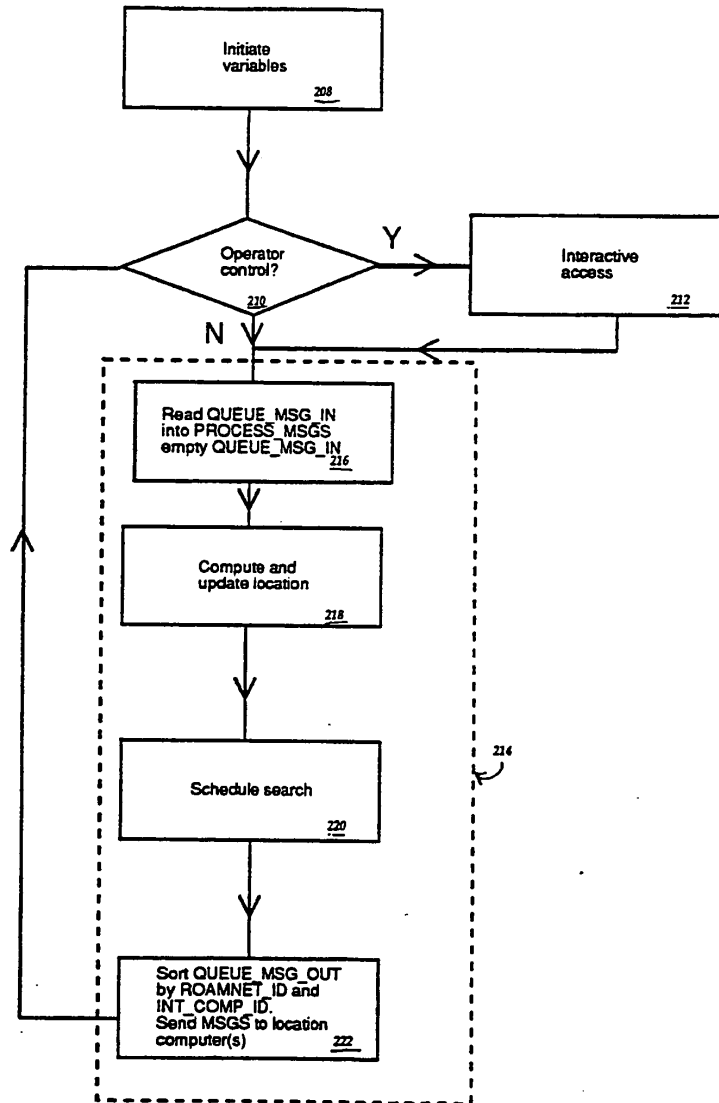 Initiate
variables
208
Operator
control?
210
Y
Interactive
access
212
N
Read QUEUE_MSG_IN
into PROCESS_MSGS
empty QUEUE_MSG_IN
216
Compute and
update location
218
214
Schedule search
220
Sort QUEUE_MSG_OUT
by ROAMNET_ID and
INT_COMP_ID.
Send MSGS to location
computer(s)
222